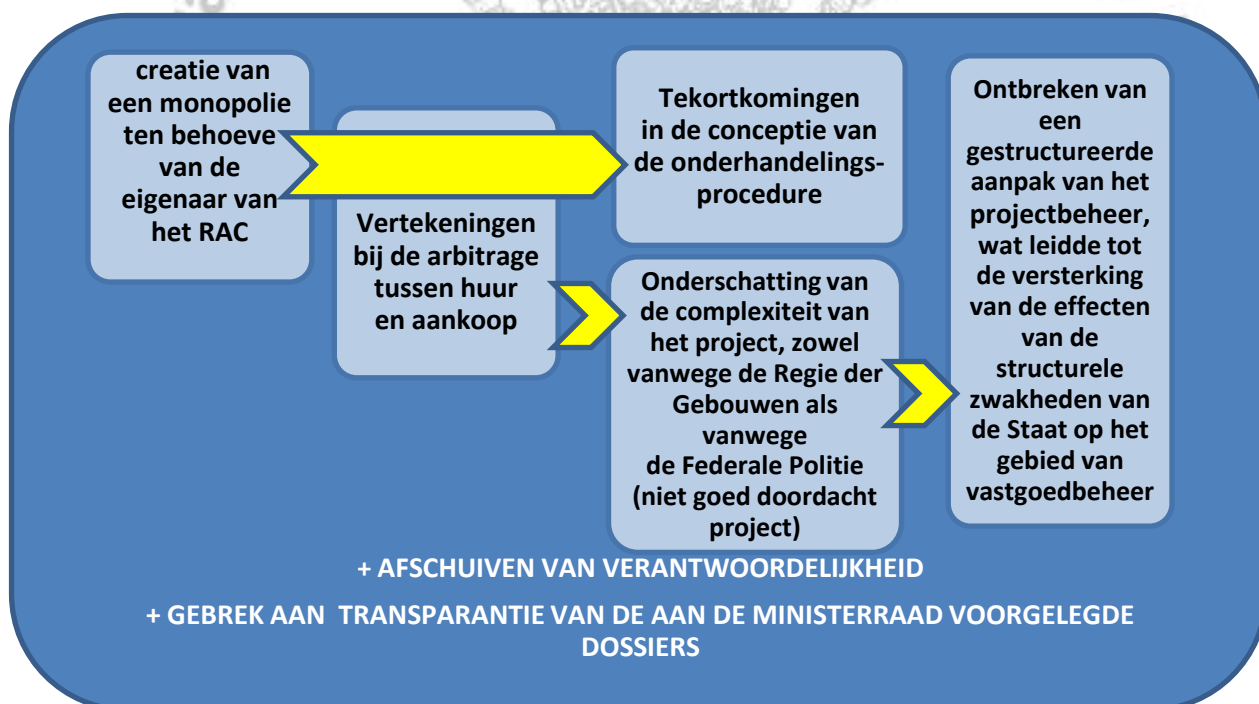 creatie van
een monopolie
ten behoeve
van de
eigenaar van
het RAC
Vertekeningen
bij de arbitrage
tussen huur
en aankoop
Tekortkomingen
in de conceptie van
de onderhandelings-
procedure
Onderschatting van
de complexiteit van
het project, zowel
vanwege de Regie der
Gebouwen als
vanwege
de Federale Politie
(niet goed doordacht
project)
Ontbreken van
een
gestructureerde
aanpak van het
projectbeheer,
wat leidde tot
de versterking
van de effecten
van de
structurele
zwakheden van
de Staat op het
gebied van
vastgoedbeheer
+ AFSCHUIVEN VAN VERANTWOORDELIJKHEID
+ GEBREK AAN TRANSPARANTIE VAN DE AAN DE MINISTERRAAD VOORGELEGDE
DOSSIERS